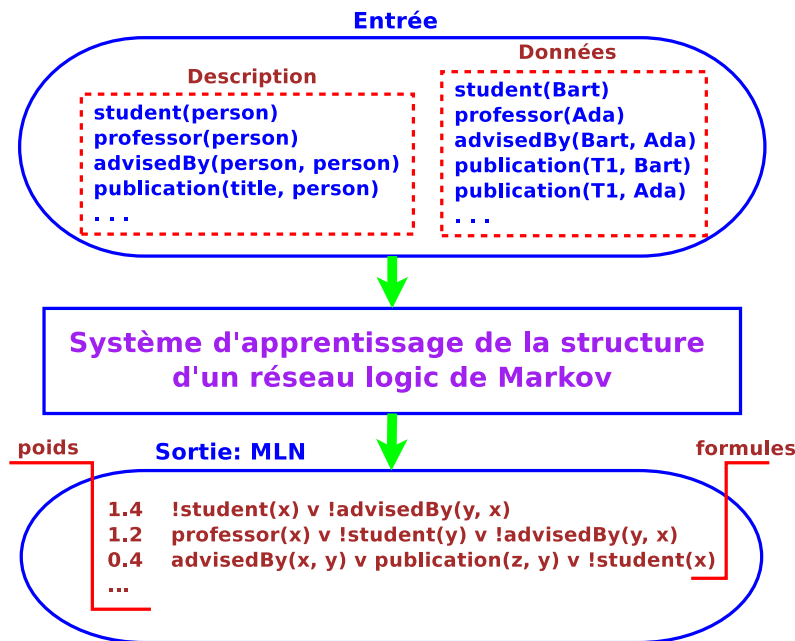 Entrée
Description
student(person)
professor(person)
advisedBy(person, person)
publication(title, person)
. . .
Données
student(Bart)
professor(Ada)
advisedBy(Bart, Ada)
publication(T1, Bart)
publication(T1, Ada)
. . .
Système d'apprentissage de la structure
d'un réseau logic de Markov
poids
Sortie: MLN
formules
1.4 !student(x) v !advisedBy(y, x)
1.2 professor(x) v !student(y) v !advisedBy(y, x)
0.4 advisedBy(x, y) v publication(z, y) v !student(x)
...